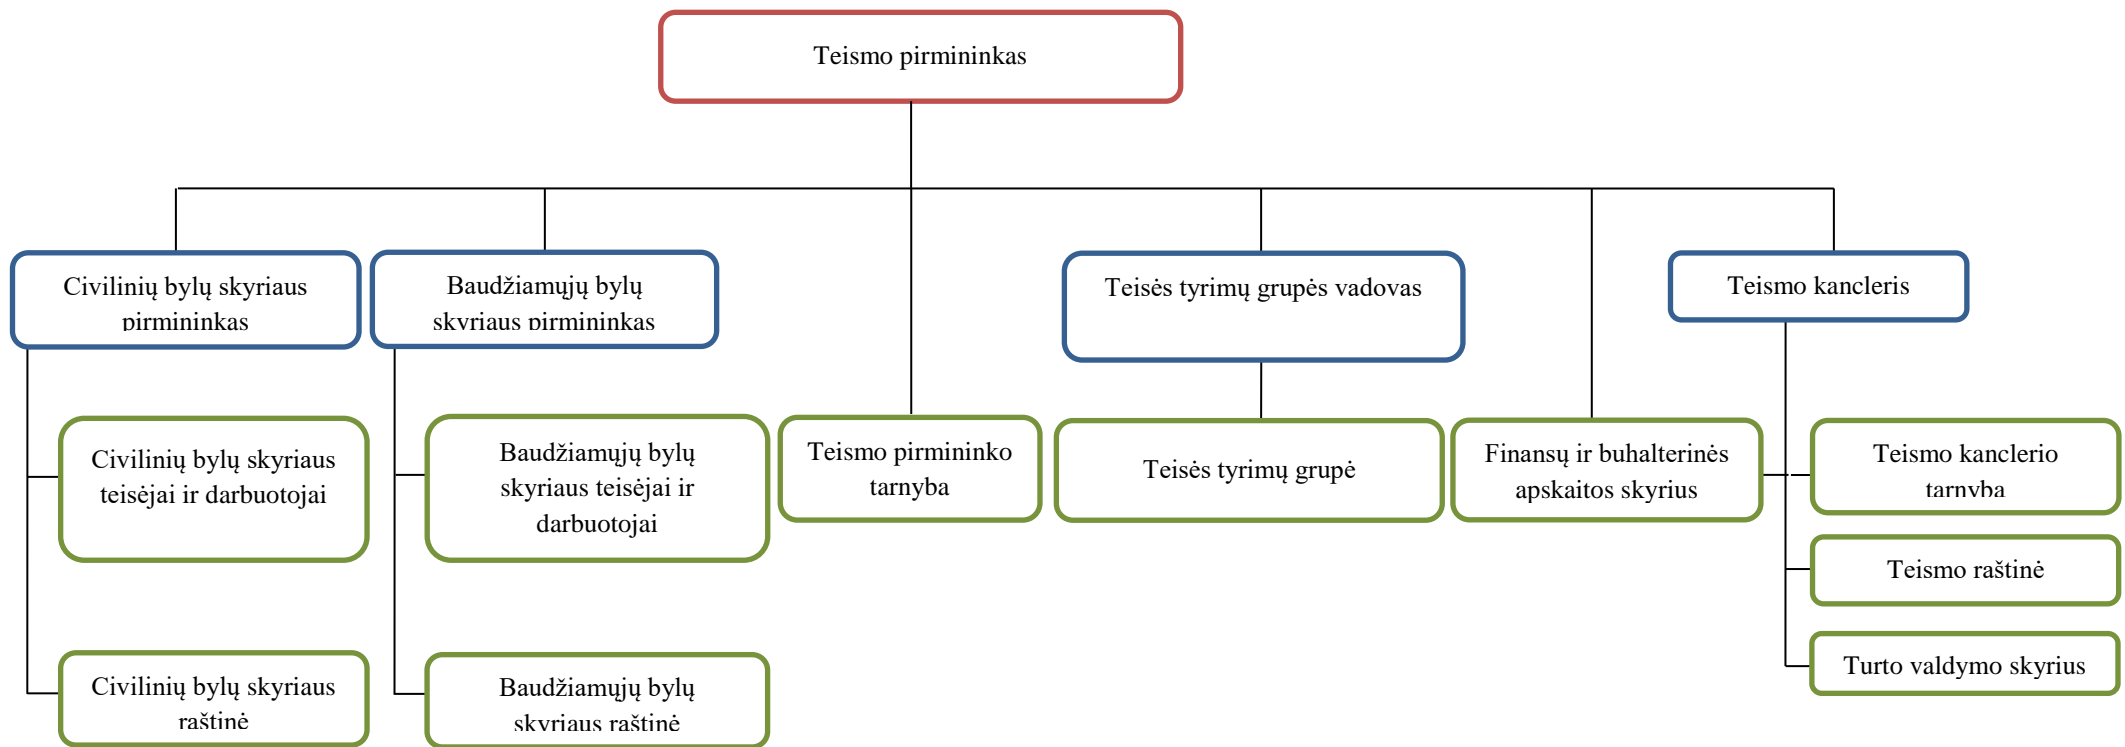 Teismo pirmininkas
Civilinių bylų skyriaus
pirmininkas
Baudžiamųjų bylų
skyriaus pirmininkas
Teisės tyrimų grupės vadovas
Teismo kancleris
Civilinių bylų skyriaus
teisėjai ir darbuotojai
Baudžiamųjų bylų
skyriaus teisėjai ir
darbuotojai
Teismo pirmininko
tarnyba
Teisės tyrimų grupė
Finansų ir buhalterinės
apskaitos skyrius
Teismo kanclerio
tarnyba
Teismo raštinė
Turto valdymo skyrius
Civilinių bylų skyriaus
raštinė
Baudžiamųjų bylų
skyriaus raštinė